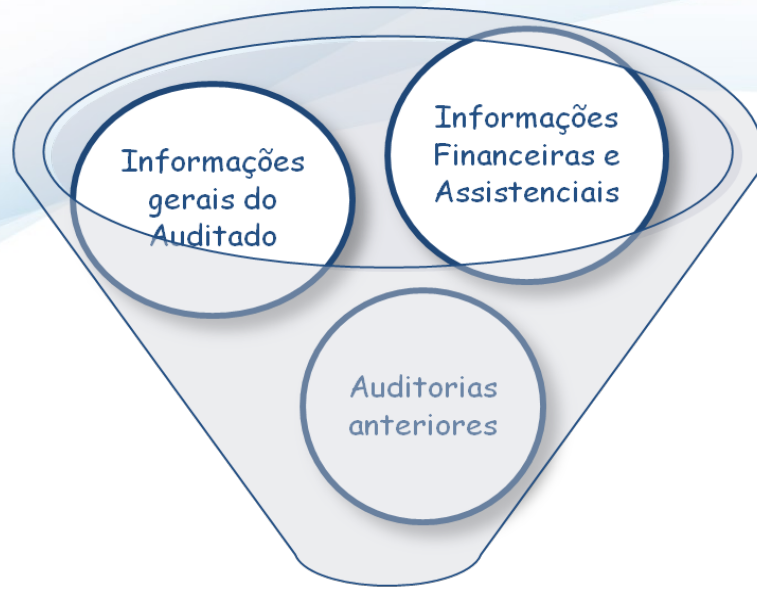 Informações
gerais do
Auditado
Informações
Financeiras e
Assistenciais
Auditorias
anteriores